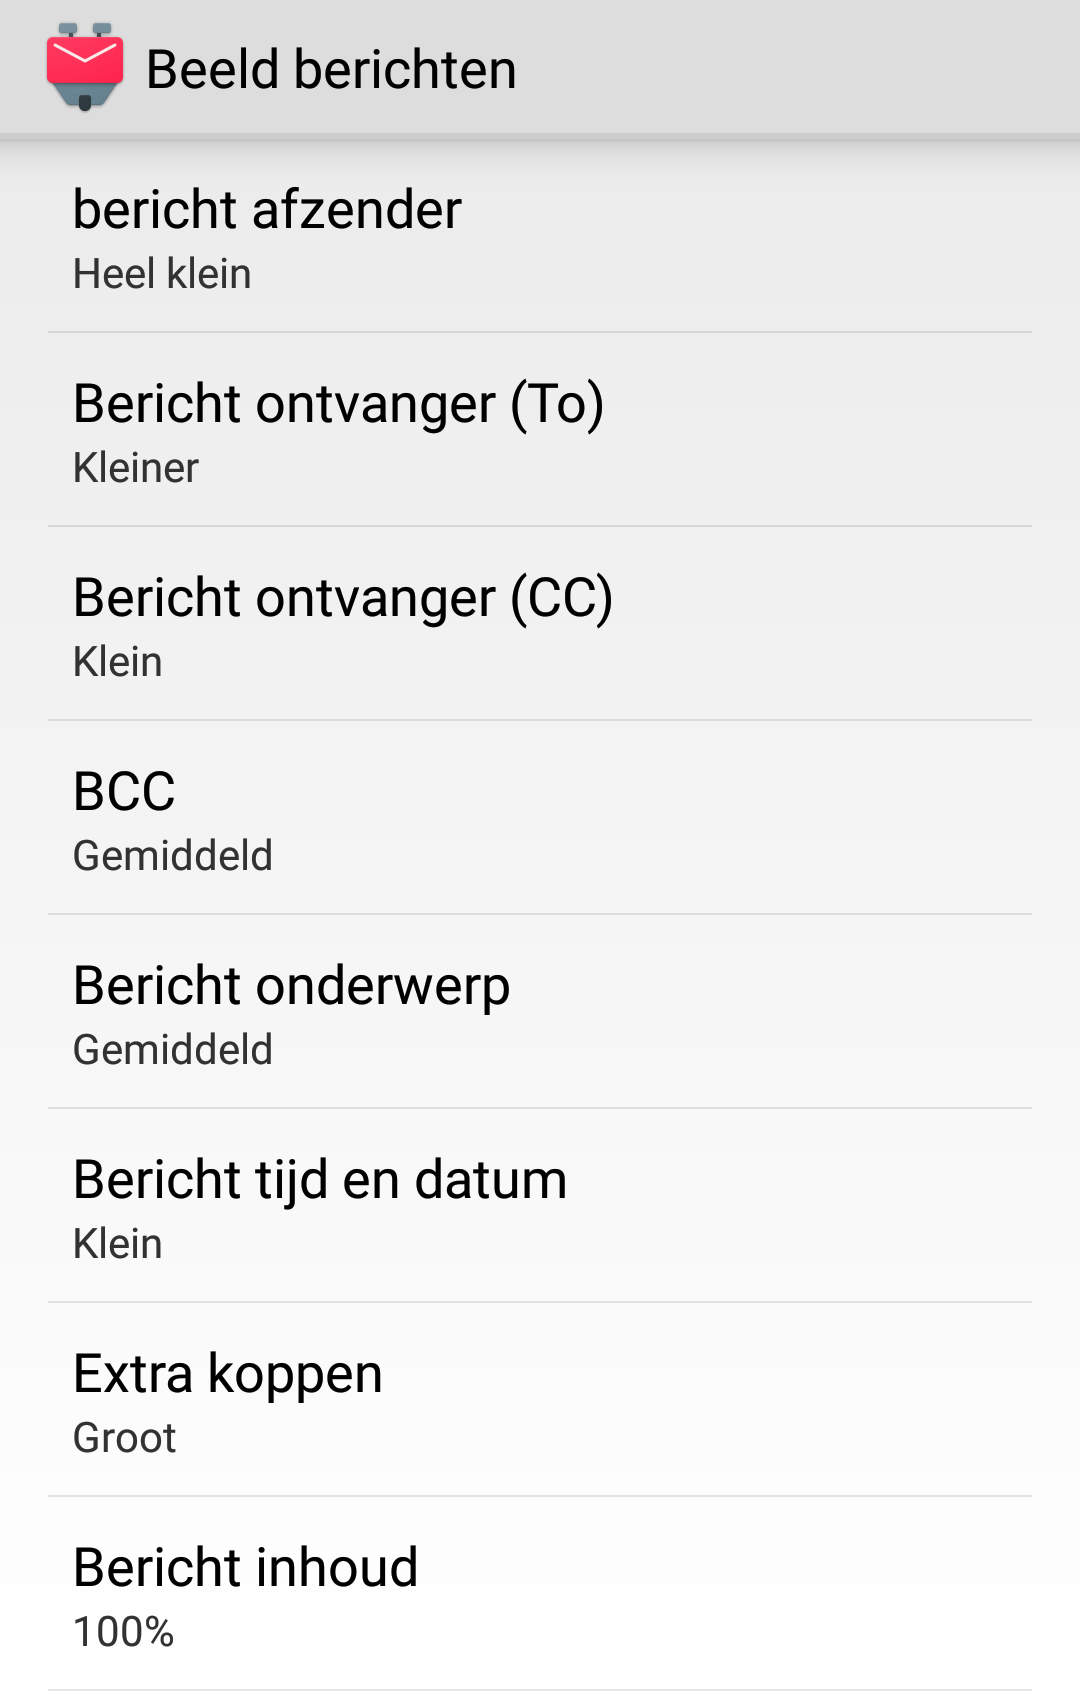 Beeld berichten
bericht afzender
Heel klein
Bericht ontvanger (To)
Kleiner
Bericht ontvanger (CC)
Klein
BCC
Gemiddeld
Bericht onderwerp
Gemiddeld
Bericht tijd en datum
Klein
Extra koppen
Groot
Bericht inhoud
100%